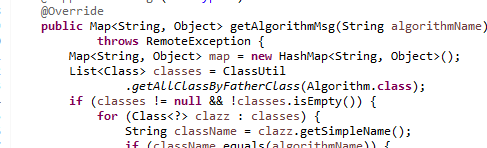 @Override
public Map<String, Object> getAlgorithmMsg(String algorithmName)
throws RemoteException {
Map<String, Object> map = new HashMap<String, Object>();
List<Class> classes = ClassUtil
.getAllClassByFatherClass(Algorithm.class);
if (classes != null && !classes.isEmpty()) {
for (Class<?> clazz : classes) {
String className = clazz.getSimpleName();
if (className.equals(algorithmName)) {